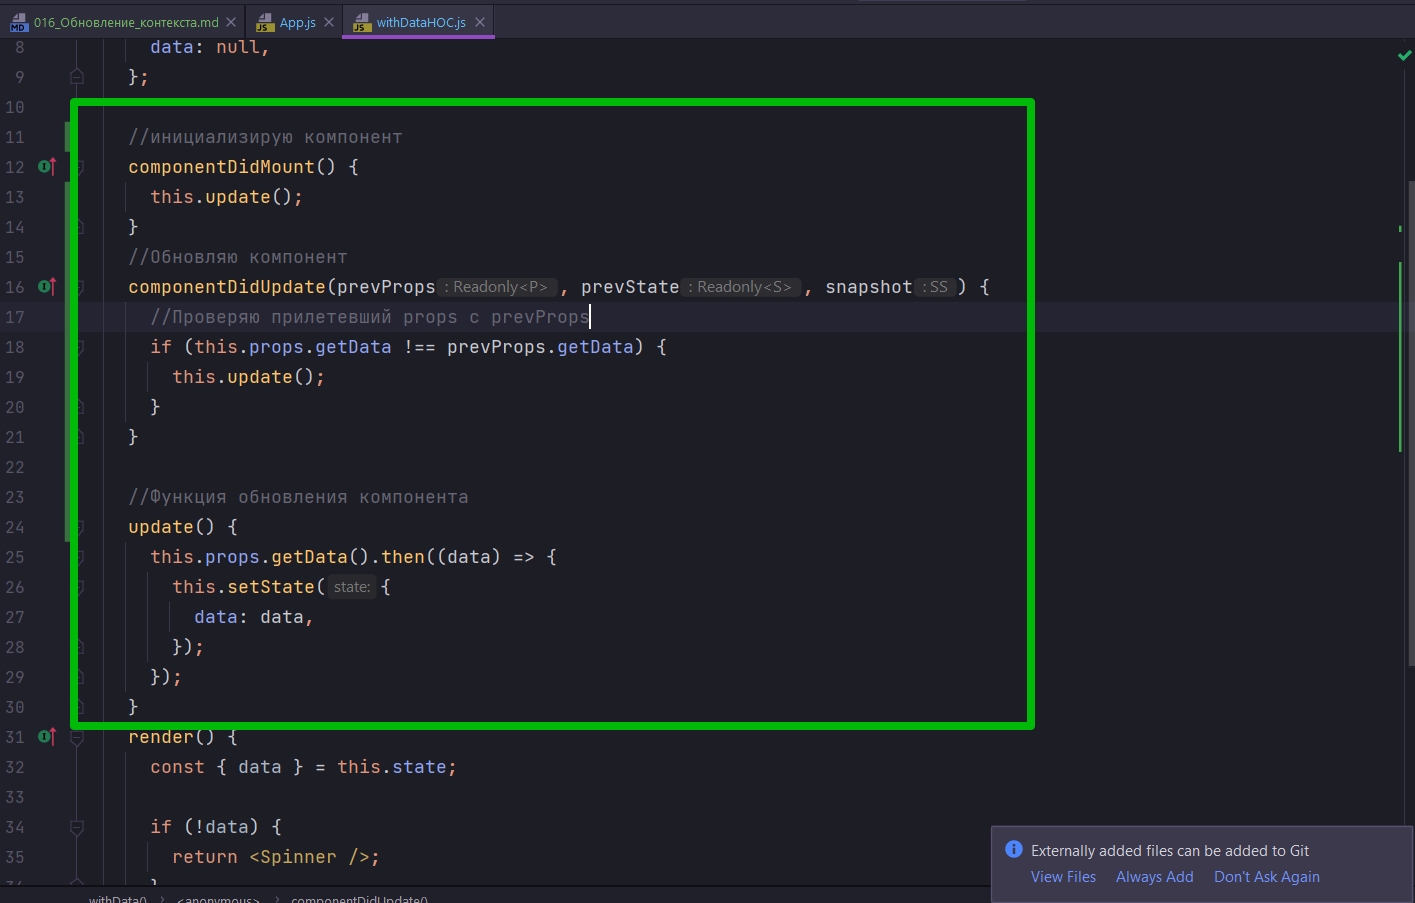 016_Обновление_контекста.md App.js withDataHOC.js
8 data: null,
9 };
10
11 //инициализирую компонент
12 componentDidMount() {
13 this.update();
14 }
15 //Обновляю компонент
16 componentDidUpdate(prevProps : Readonly<P> , prevState : Readonly<S> , snapshot : SS ) {
17 //Проверяю прилетевший props с prevProps
18 if (this.props.getData !== prevProps.getData) {
19 this.update();
20 }
21 }
22
23 //Функция обновления компонента
24 update() {
25 this.props.getData().then((data) => {
26 this.setState( state: {
27 data: data,
28 });
29 });
30 }
31 render() {
32 const { data } = this.state;
33
34 if (!data) {
35 return <Spinner />;
Externally added files can be added to Git
View Files Always Add Don't Ask Again
withData() <anonymous> componentDidUpdate()